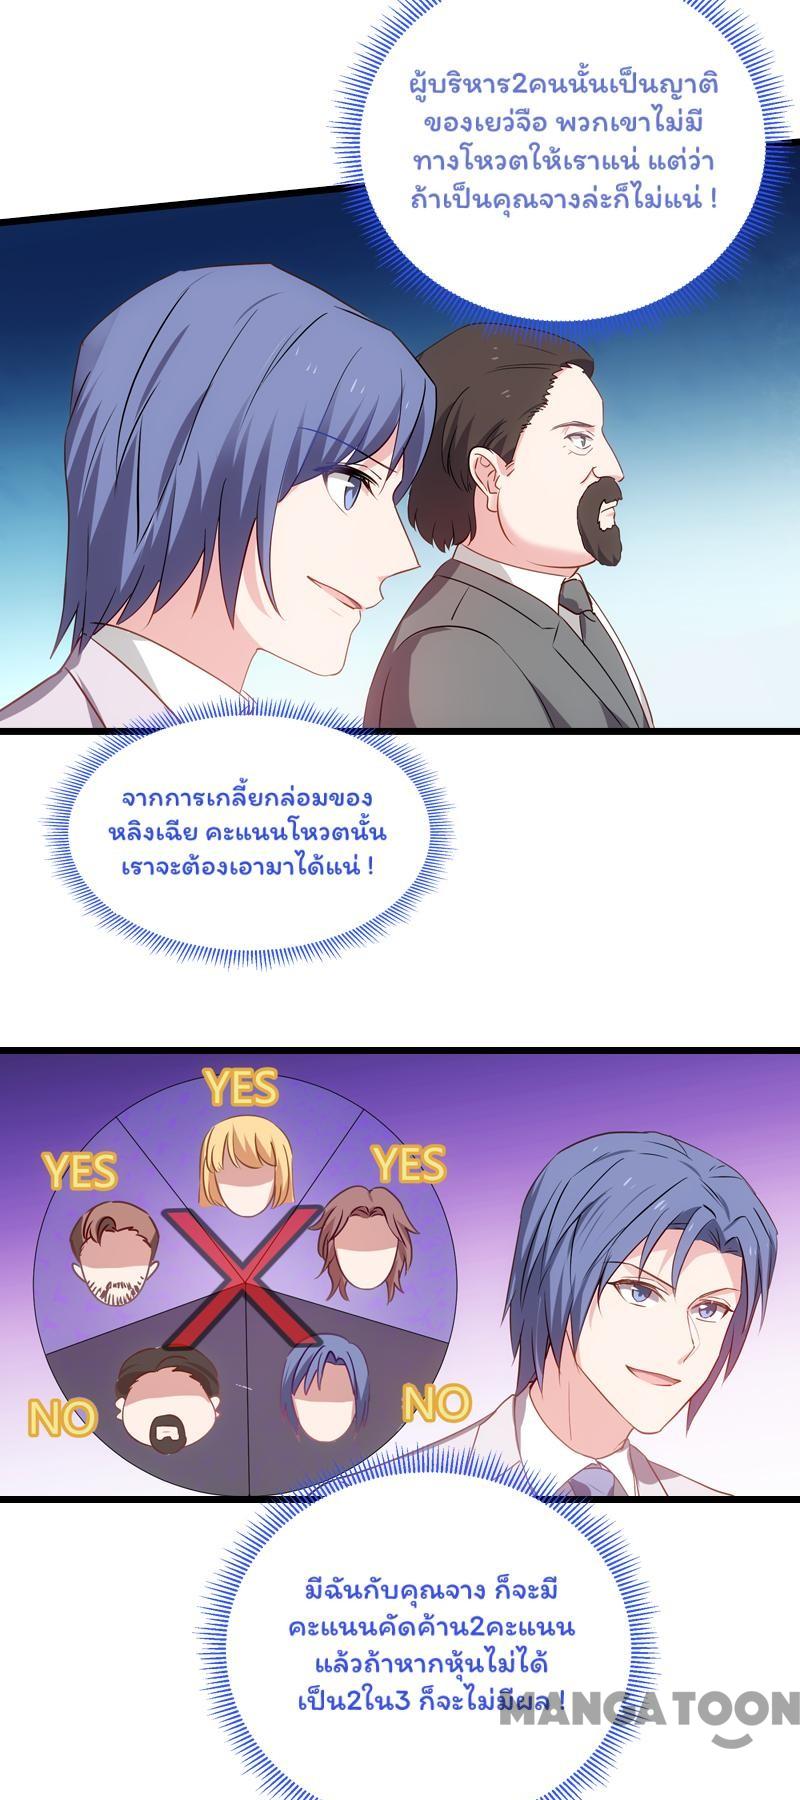 ผู้บริหาร2คนนั้นเป็นญาติ
ของเยว่จือ พวกเขาไม่มี
ทางโหวตให้เราแน่ แต่ว่า
ถ้าเป็นคุณจางล่ะก็ไม่แน่ !
จากการเกลี้ยกล่อมของ
หลิงเฉีย คะแนนโหวตนั้น
เราจะต้องเอามาได้แน่ !
YES
YES
YES
NO
NO
มีฉันกับคุณจาง ก็จะมี
คะแนนคัดค้าน2คะแนน
แล้วถ้าหากหุ้นไม่ได้
เป็น2ใน3 ก็จะไม่มีผล !
MANGATOON